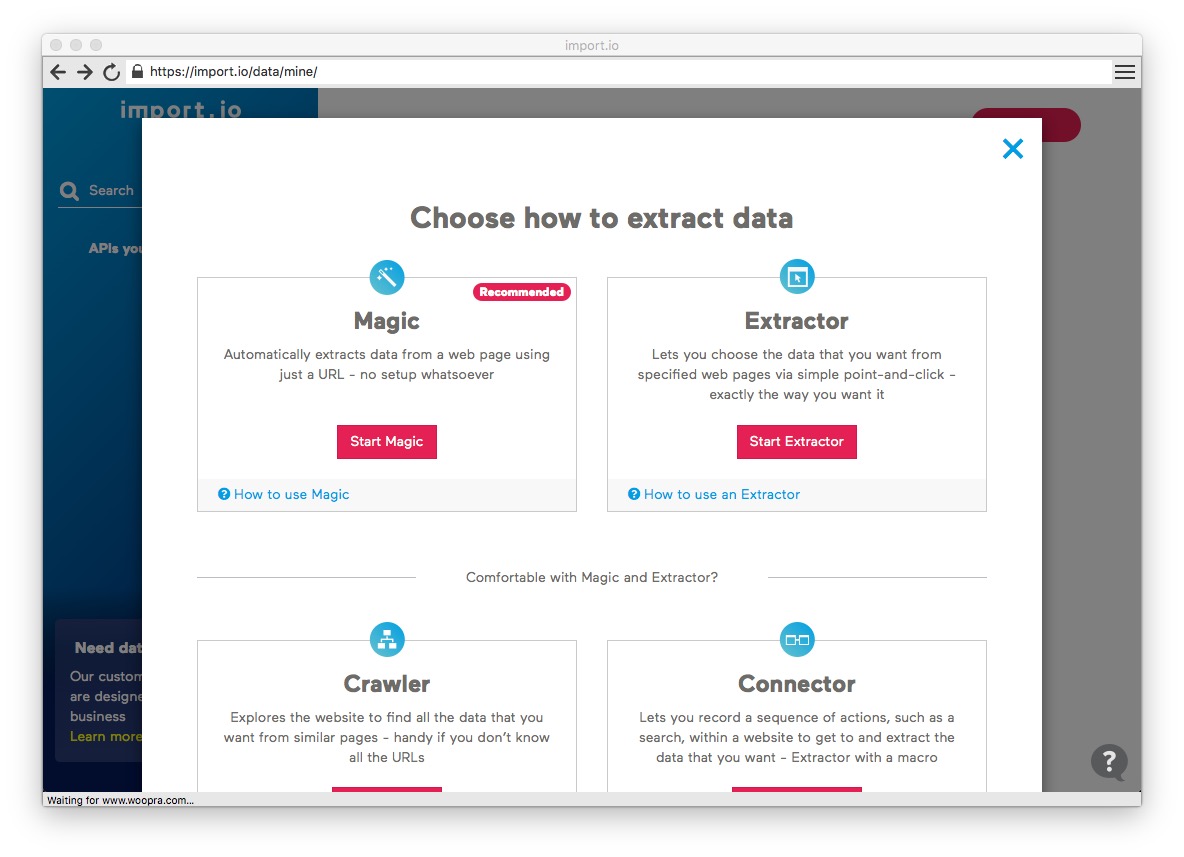 import.io
https://import.io/data/mine/
import.io
Search
APIs you
Choose how to extract data
Recommended
Magic
Automatically extracts data from a web page using
just a URL - no setup whatsoever
Start Magic
How to use Magic
Extractor
Lets you choose the data that you want from
specified web pages via simple point-and-click -
exactly the way you want it
Start Extractor
How to use an Extractor
Comfortable with Magic and Extractor?
Crawler
Explores the website to find all the data that you
want from similar pages - handy if you don't know
all the URLs
Connector
Lets you record a sequence of actions, such as a
search, within a website to get to and extract the
data that you want - Extractor with a macro
Need dat
Our custom
are designe
business
Learn more
?
Waiting for www.woopra.com...